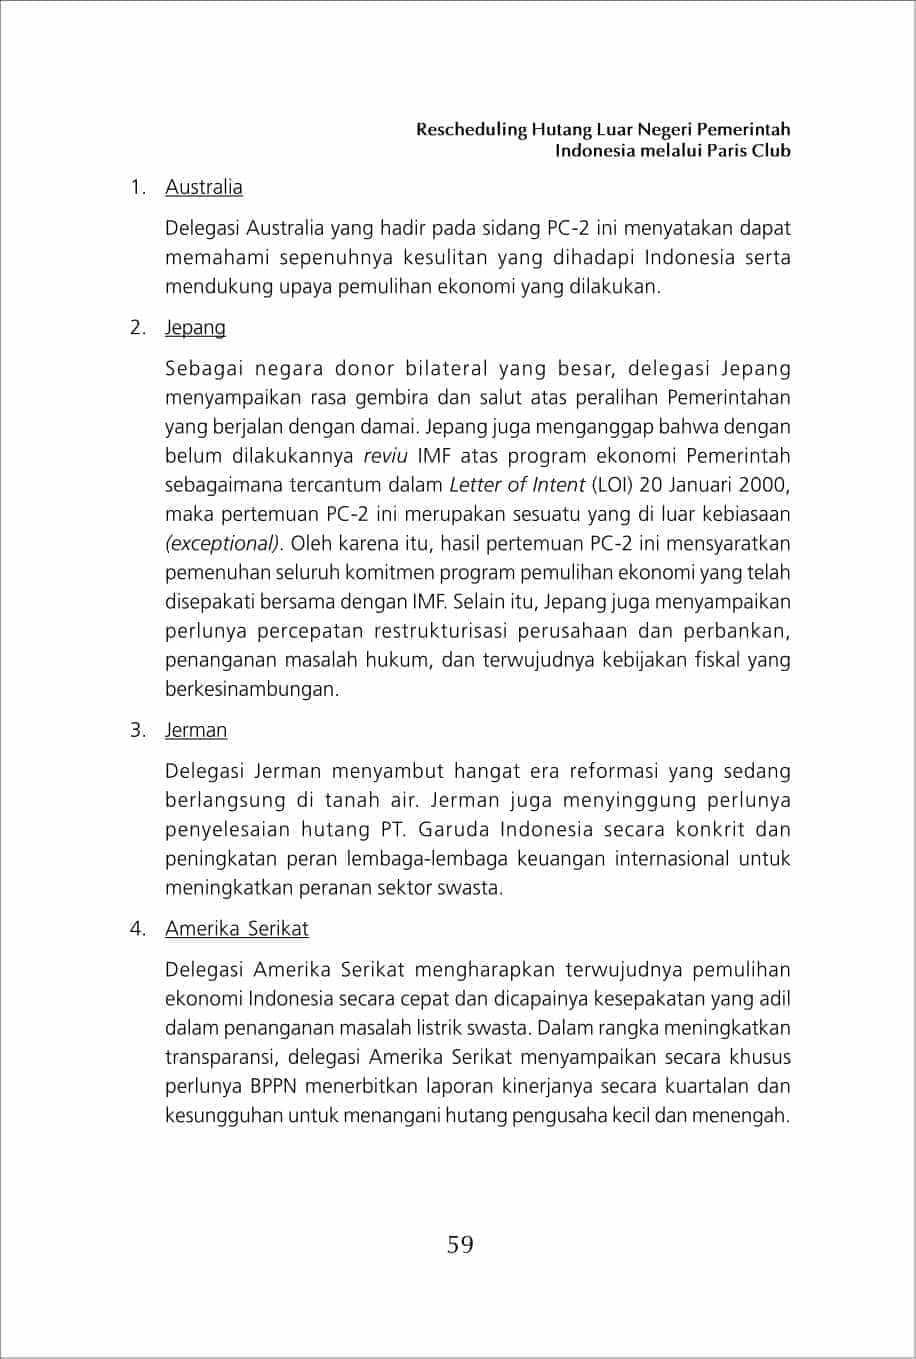 Rescheduling Hutang Luar Negeri Pemerintah
Indonesia melalui Paris Club
1. Australia
Delegasi Australia yang hadir pada sidang PC-2 ini menyatakan dapat
memahami sepenuhnya kesulitan yang dihadapi Indonesia serta
mendukung upaya pemulihan ekonomi yang dilakukan.
2. Jepang
Sebagai negara donor bilateral yang besar, delegasi Jepang
menyampaikan rasa gembira dan salut atas peralihan Pemerintahan
yang berjalan dengan damai. Jepang juga menganggap bahwa dengan
belum dilakukannya reviu IMF atas program ekonomi Pemerintah
sebagaimana tercantum dalam Letter of Intent (LOI) 20 Januari 2000,
maka pertemuan PC-2 ini merupakan sesuatu yang di luar kebiasaan
(exceptional). Oleh karena itu, hasil pertemuan PC-2 ini mensyaratkan
pemenuhan seluruh komitmen program pemulihan ekonomi yang telah
disepakati bersama dengan IMF. Selain itu, Jepang juga menyampaikan
perlunya percepatan restrukturisasi perusahaan dan perbankan,
penanganan masalah hukum, dan terwujudnya kebijakan fiskal yang
berkesinambungan.
3. Jerman
Delegasi Jerman menyambut hangat era reformasi yang sedang
berlangsung di tanah air. Jerman juga menyinggung perlunya
penyelesaian hutang PT. Garuda Indonesia secara konkrit dan
peningkatan peran lembaga-lembaga keuangan internasional untuk
meningkatkan peranan sektor swasta.
4. Amerika Serikat
Delegasi Amerika Serikat mengharapkan terwujudnya pemulihan
ekonomi Indonesia secara cepat dan dicapainya kesepakatan yang adil
dalam penanganan masalah listrik swasta. Dalam rangka meningkatkan
transparansi, delegasi Amerika Serikat menyampaikan secara khusus
perlunya BPPN menerbitkan laporan kinerjanya secara kuartalan dan
kesungguhan untuk menangani hutang pengusaha kecil dan menengah.
59